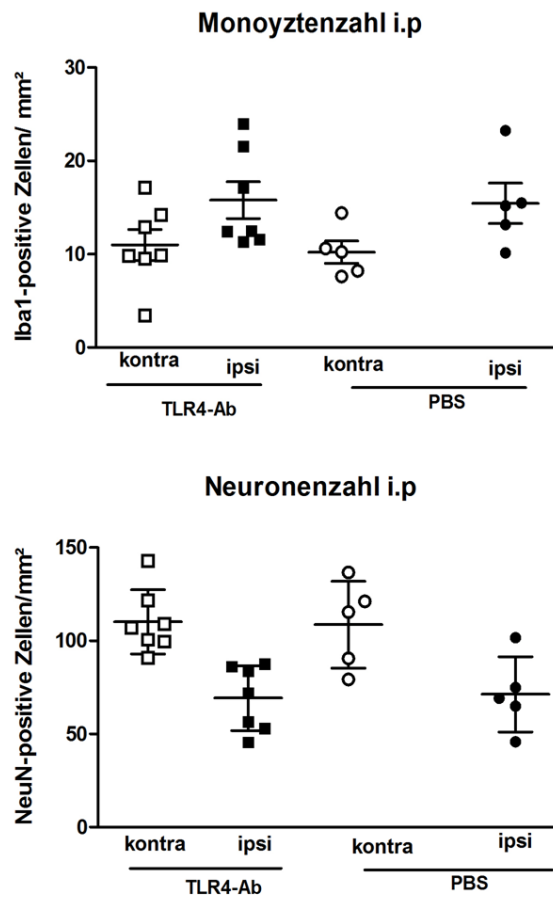 Monoyztenzahl i.p
Iba1-positive Zellen/ mm²
30
20
10
0
kontra ipsi kontra ipsi
TLR4-Ab PBS
Neuronenzahl i.p
NeuN-positive Zellen/mm²
150
100
50
0
kontra ipsi kontra ipsi
TLR4-Ab PBS